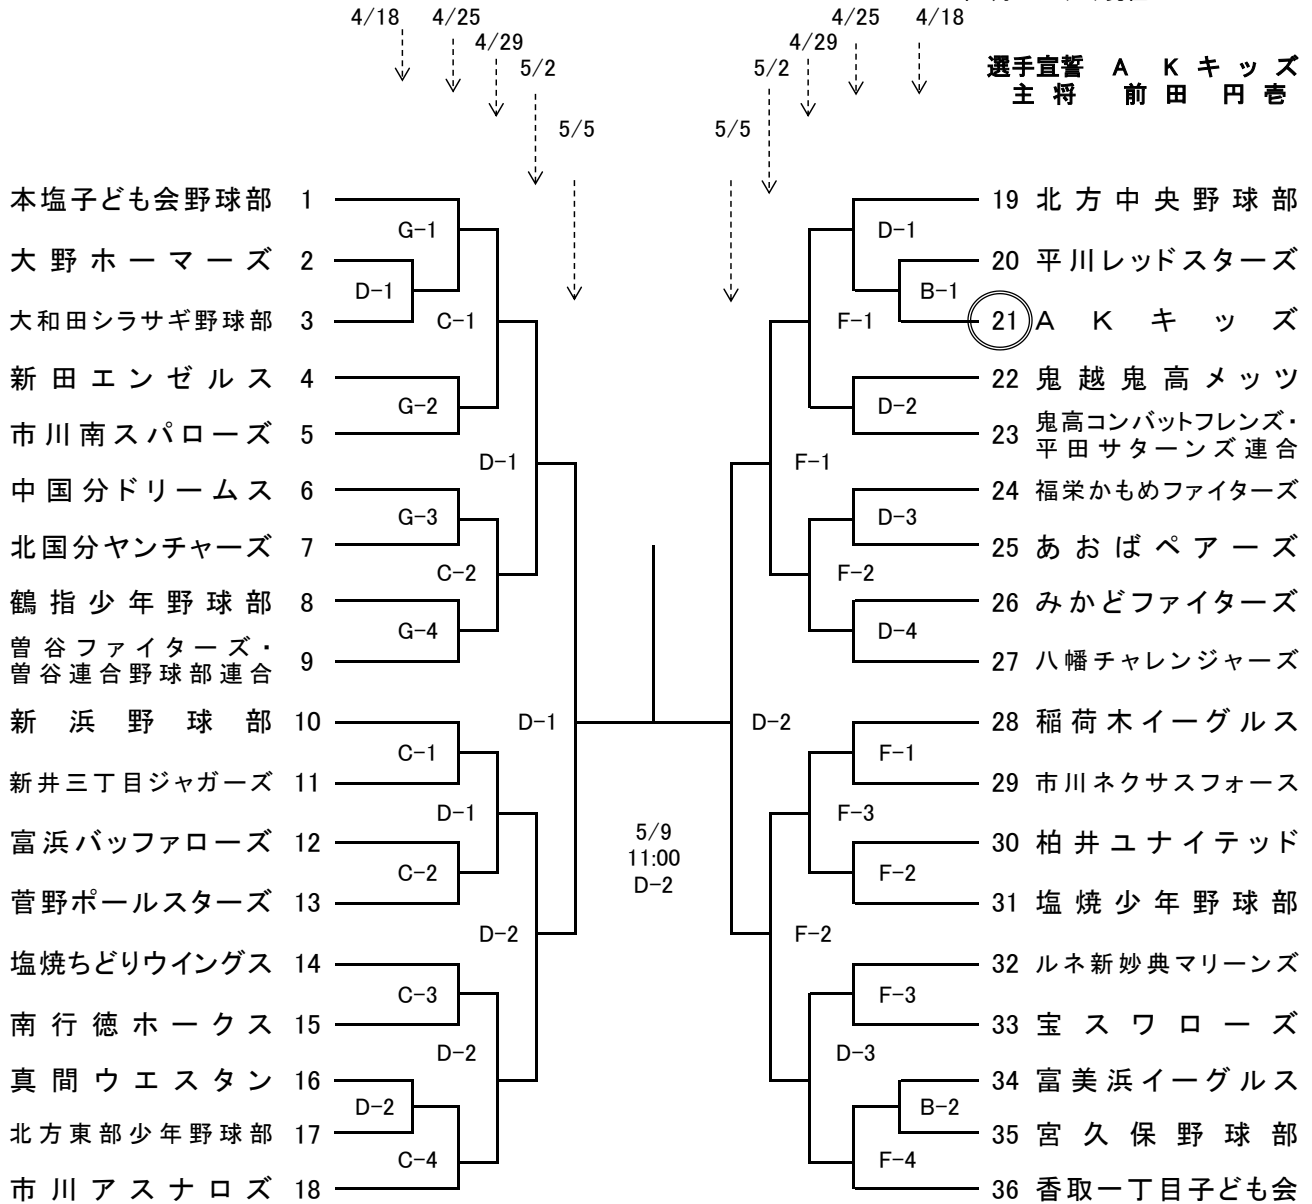 4/18
4/25
4/29
5/2
5/5
5/5
5/2
4/29
4/25
4/18
選手宣誓 A Kキッズ
主将 前田 円壱
本塩子ども会野球部 1
大野ホーマーズ 2
大和田シラサギ野球部 3
新田エンゼルス 4
市川南スパローズ 5
中国分ドリームス 6
北国分ヤンチャーズ 7
鶴指少年野球部 8
曽谷ファイターズ・
曽谷連合野球部連合 9
新浜野球部 10
新井三丁目ジャガーズ 11
富浜バッファローズ 12
菅野ポールスターズ 13
塩焼ちどりウイングス 14
南行徳ホークス 15
真間ウエスタン 16
北方東部少年野球部 17
市川アスナロズ 18
G-1
D-1
C-1
G-2
D-1
G-3
C-2
G-4
D-1
C-1
D-1
C-2
D-2
C-3
D-2
D-2
C-4
5/9
11:00
D-2
D-1
B-1
F-1
D-2
F-1
D-3
F-2
D-4
D-2
F-1
F-3
F-2
F-2
F-3
D-3
B-2
F-4
19 北方中央野球部
20 平川レッドスターズ
21 AKキッズ
22 鬼越鬼高メッツ
23 鬼高コンバットフレンズ・
平田サターンズ連合
24 福栄かもめファイターズ
25 あおばペアーズ
26 みかどファイターズ
27 八幡チャレンジャーズ
28 稲荷木イーグルス
29 市川ネクサスフォース
30 柏井ユナイテッド
31 塩焼少年野球部
32 ルネ新妙典マリーンズ
33 宝スワローズ
34 富美浜イーグルス
35 宮久保野球部
36 香取一丁目子ども会